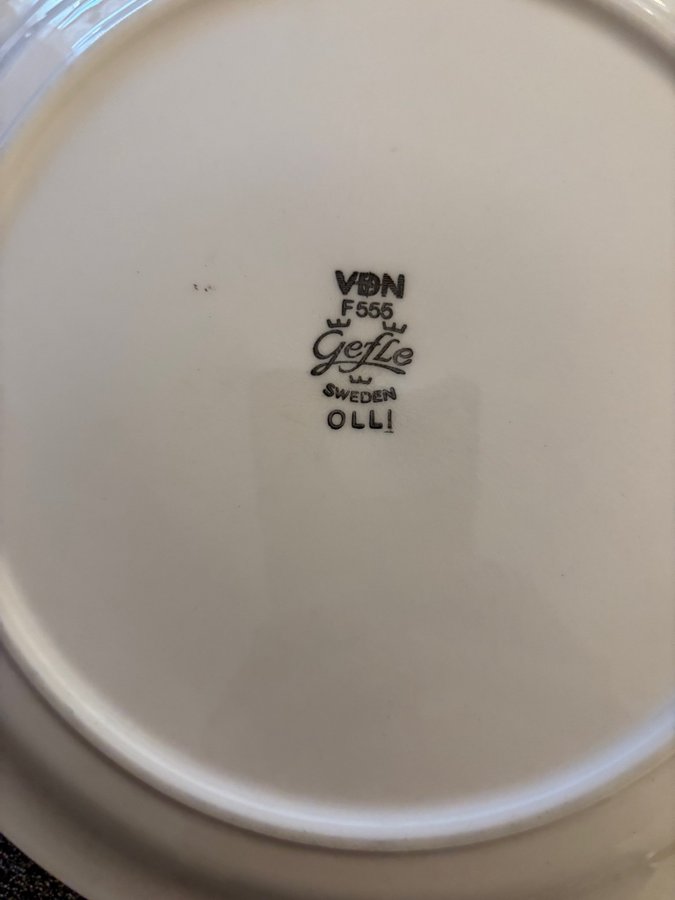 VDN
F555
Gefle
SWEDEN
OLLI